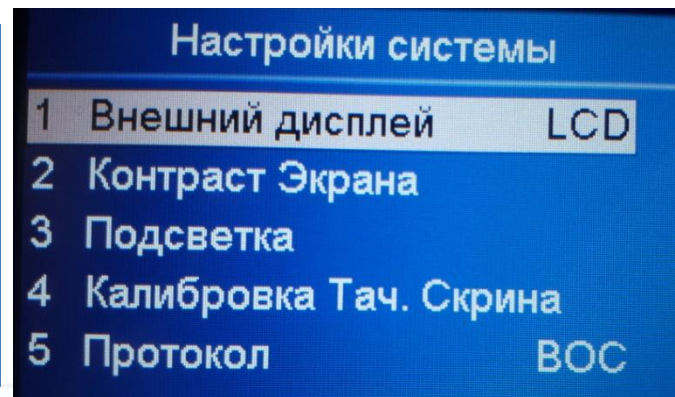 Настройки системы
1 Внешний дисплей LCD
2 Контраст Экрана
3 Подсветка
4 Калибровка Тач. Скрина
5 Протокол BOC